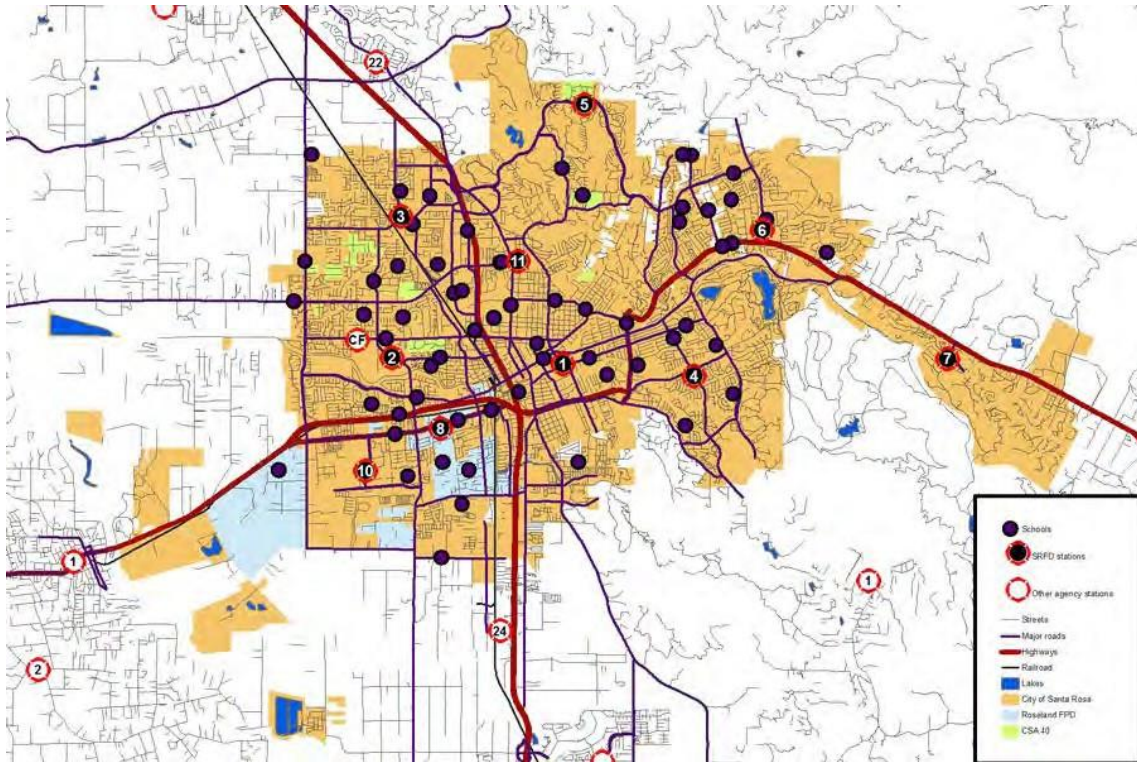 22
5
3
6
11
CF
2
1
7
4
8
10
1
1
24
2
Schools
SRFD stations
Other agency stations
Streets
Major roads
Highways
Railroad
Lakes
City of Santa Rosa
Roseland FPD
CSA 40